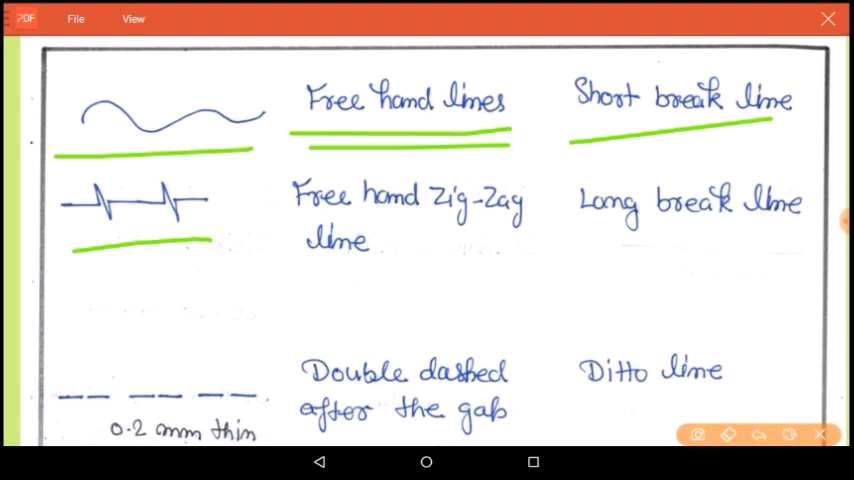 PDF File View
Free hand lines Short break line
Free hand Zig-Zag Long break line
line
Double dashed Ditto line
after the gap
0.2 mm thin